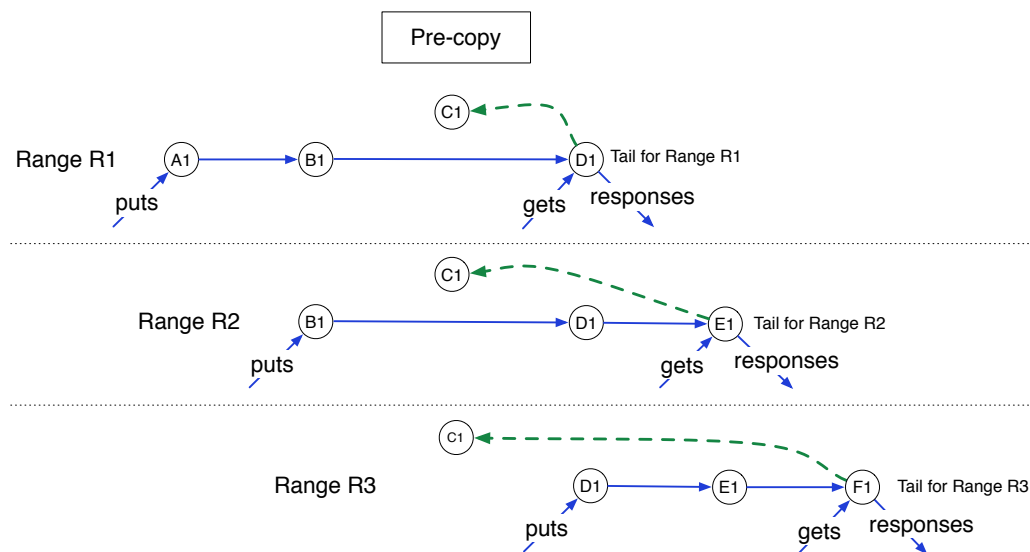 Pre-copy
C1
Range R1
A1
B1
D1
Tail for Range R1
puts
gets
responses
C1
Range R2
B1
D1
E1
Tail for Range R2
puts
gets
responses
C1
Range R3
D1
E1
F1
Tail for Range R3
puts
gets
responses